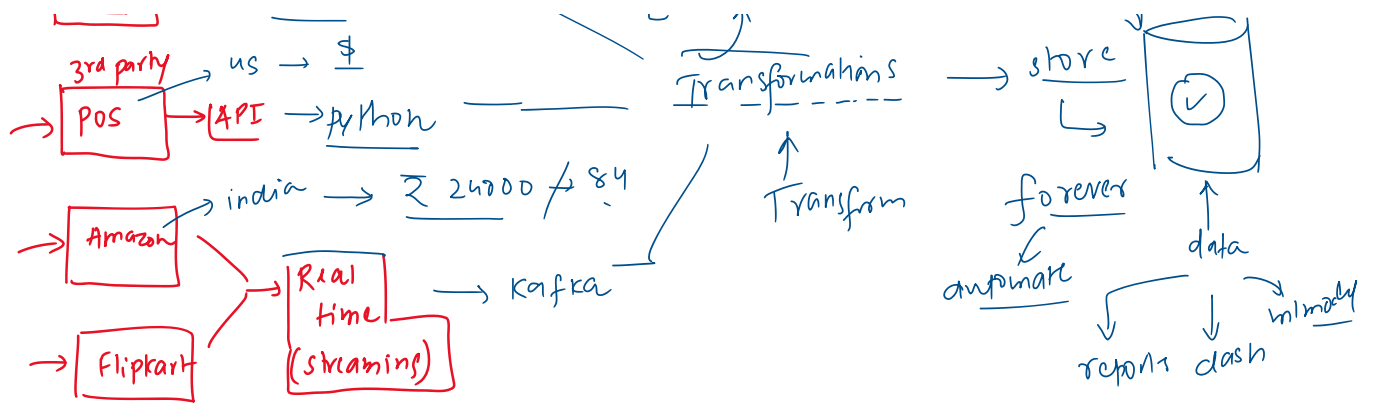 3rd party
us → $
POS → API → python
Transformations → store
Transform
Amazon
india → ₹ 24000 / 84
forever
automate
data
Real
time
(streaming)
→ Kafka
Flipkart
reports
dash